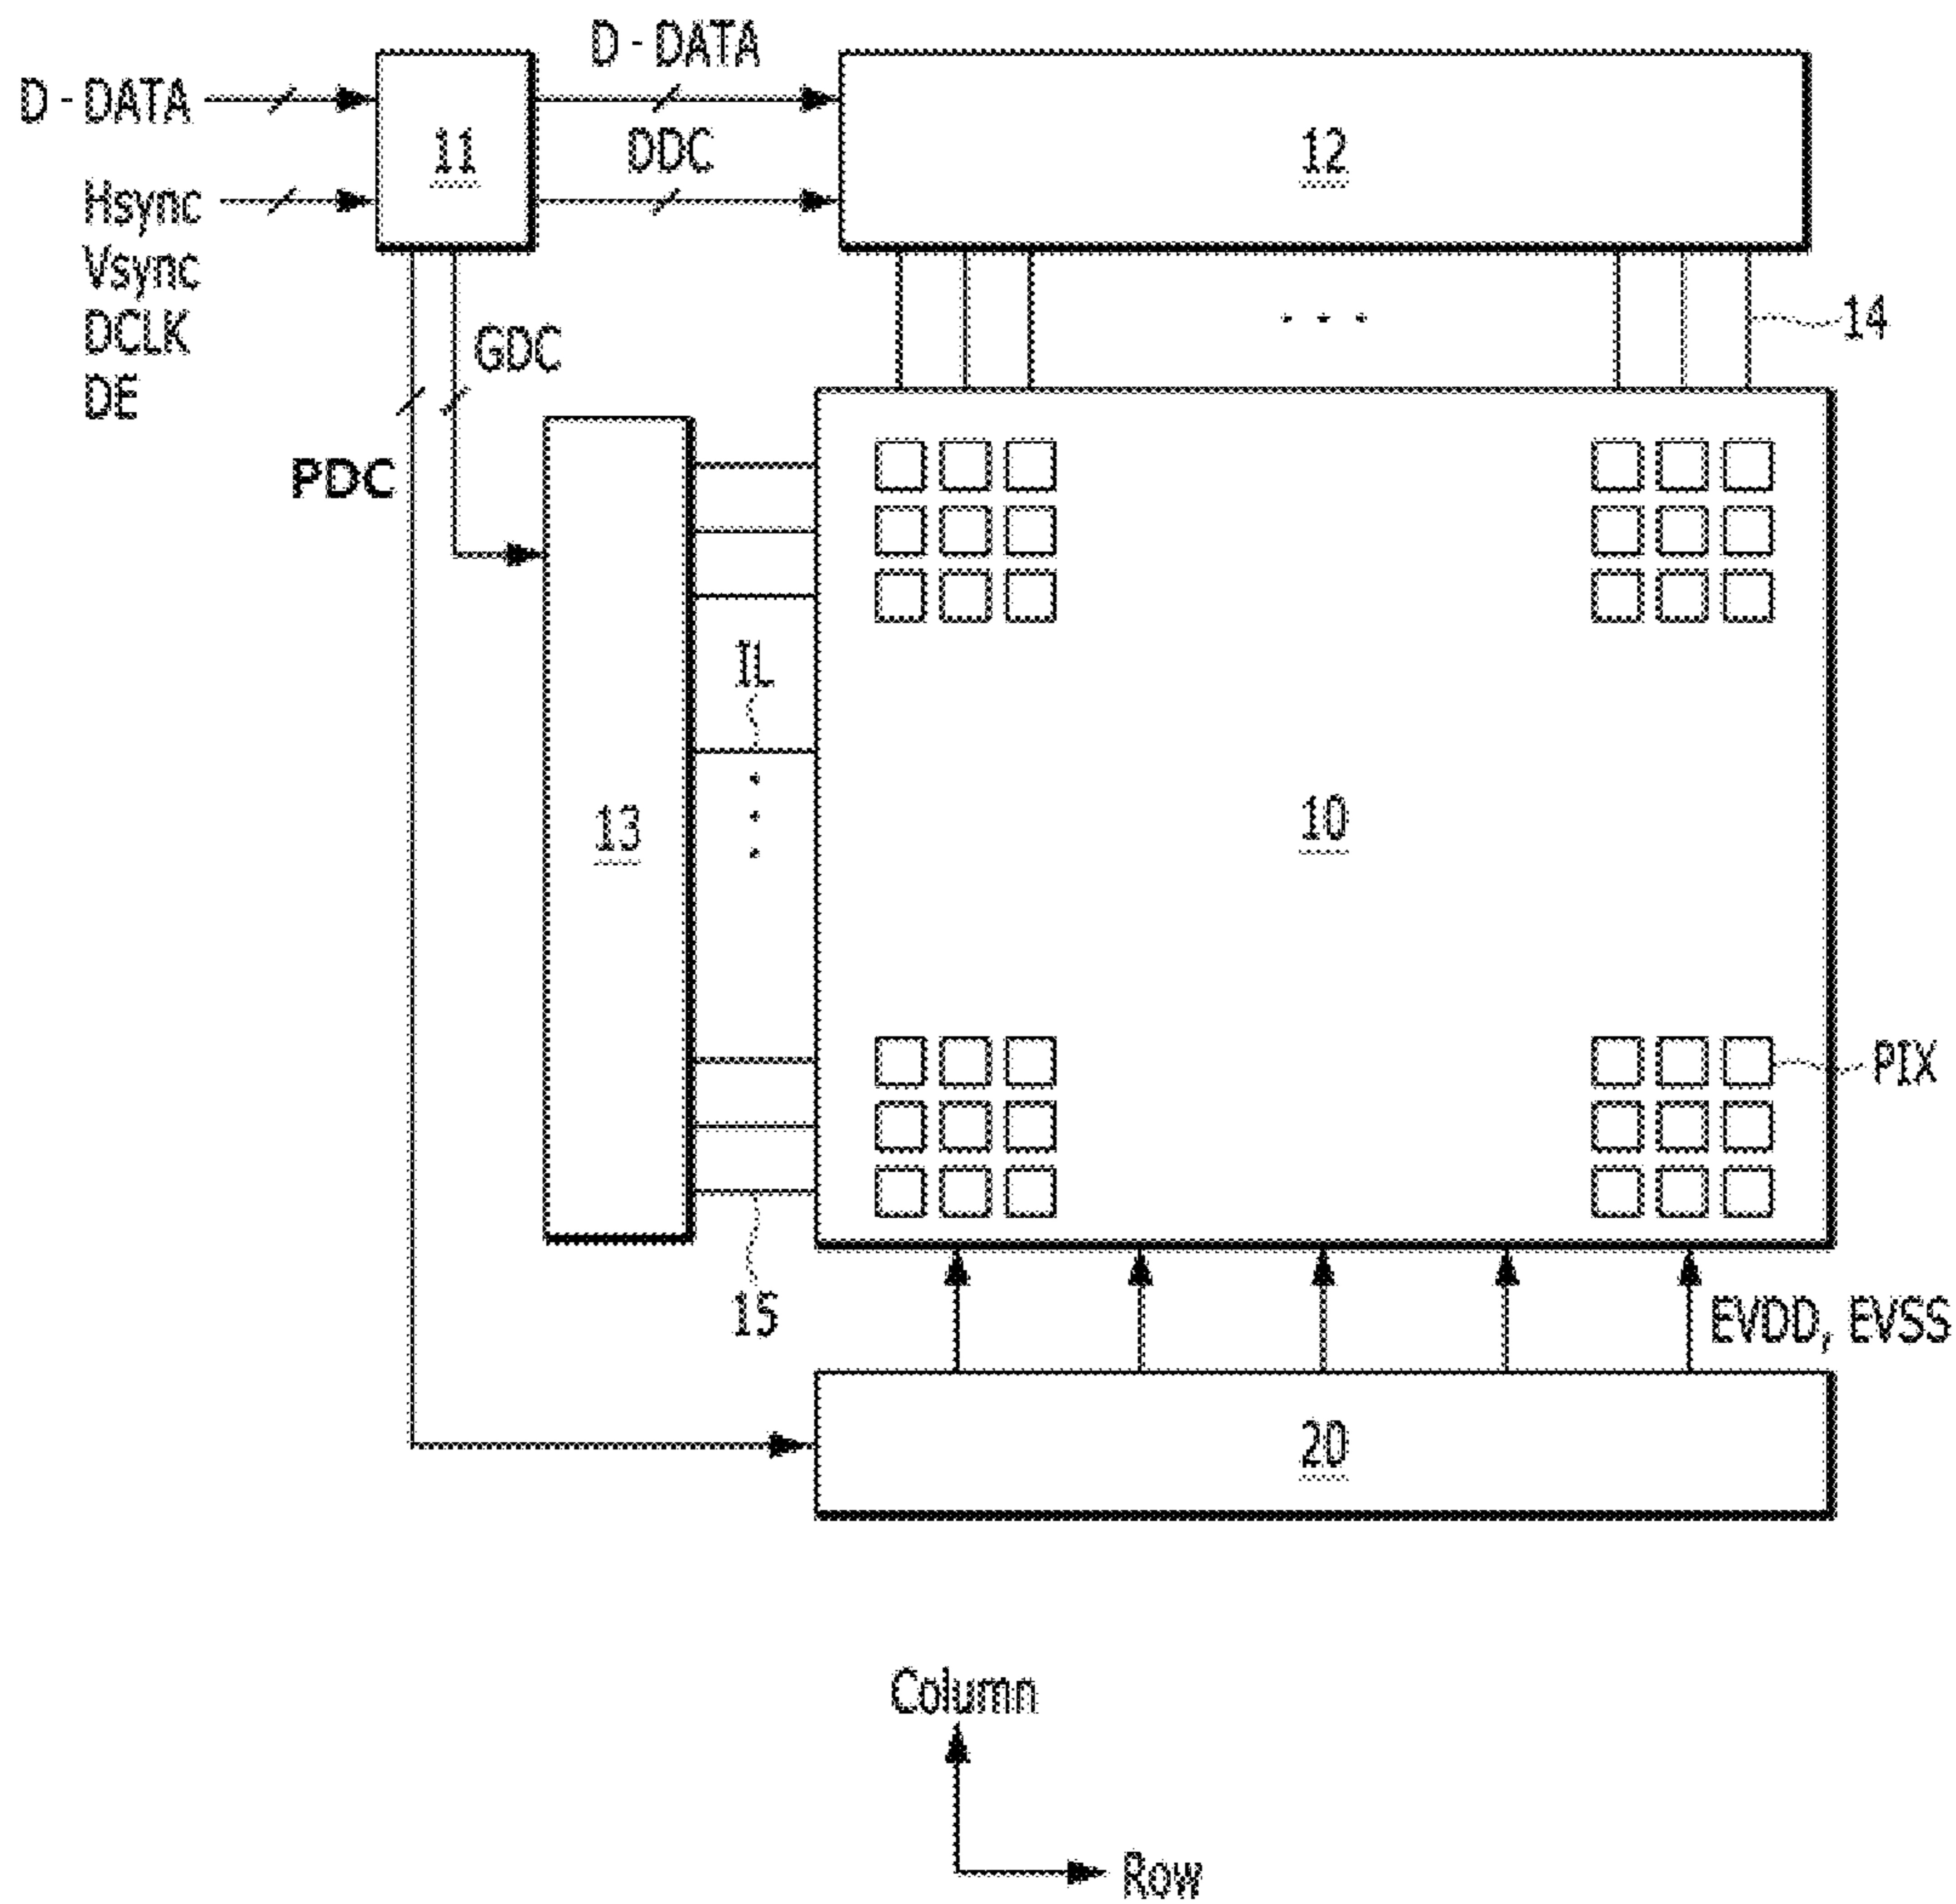 D - DATA
D - DATA
11
12
DDC
Hsync
Vsync
DCLK
DE
GDC
14
PDC
IL
13
10
PIX
15
EVDD, EVSS
20
Column
Row